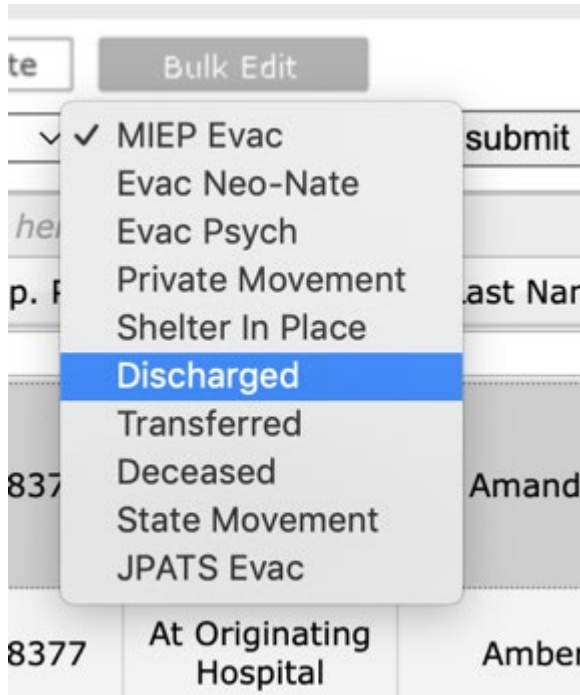 te Bulk Edit
✓ MIEP Evac submit
Evac Neo-Nate
her Evac Psych
p. P Private Movement Last Nar
Shelter In Place
Discharged
Transferred
837 Deceased Amand
State Movement
JPATS Evac
8377 At Originating Amber
Hospital